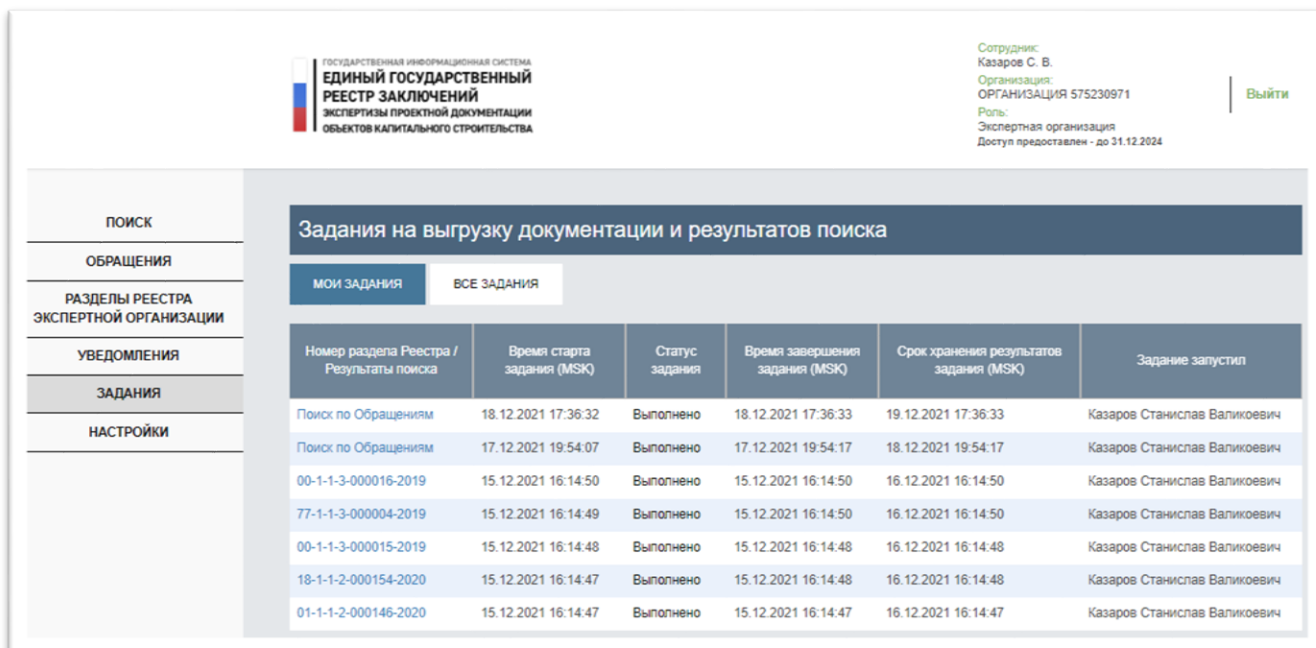 ГОСУДАРСТВЕННАЯ ИНФОРМАЦИОННАЯ СИСТЕМА
ЕДИНЫЙ ГОСУДАРСТВЕННЫЙ
РЕЕСТР ЗАКЛЮЧЕНИЙ
ЭКСПЕРТИЗЫ ПРОЕКТНОЙ ДОКУМЕНТАЦИИ
ОБЪЕКТОВ КАПИТАЛЬНОГО СТРОИТЕЛЬСТВА
Сотрудник:
Казаров С. В.
Организация:
ОРГАНИЗАЦИЯ 575230971
Роль:
Экспертная организация
Доступ предоставлен - до 31.12.2024
Выйти
ПОИСК
ОБРАЩЕНИЯ
РАЗДЕЛЫ РЕЕСТРА
ЭКСПЕРТНОЙ ОРГАНИЗАЦИИ
УВЕДОМЛЕНИЯ
ЗАДАНИЯ
НАСТРОЙКИ
Задания на выгрузку документации и результатов поиска
МОИ ЗАДАНИЯ ВСЕ ЗАДАНИЯ
Номер раздела Реестра / Время старта Статус Время завершения Срок хранения результатов Задание запустил
Результаты поиска задания (MSK) задания задания (MSK) задания (MSK)
Поиск по Обращениям 18.12.2021 17:36:32 Выполнено 18.12.2021 17:36:33 19.12.2021 17:36:33 Казаров Станислав Валикоевич
Поиск по Обращениям 17.12.2021 19:54:07 Выполнено 17.12.2021 19:54:17 18.12.2021 19:54:17 Казаров Станислав Валикоевич
00-1-1-3-000016-2019 15.12.2021 16:14:50 Выполнено 15.12.2021 16:14:50 16.12.2021 16:14:50 Казаров Станислав Валикоевич
77-1-1-3-000004-2019 15.12.2021 16:14:49 Выполнено 15.12.2021 16:14:50 16.12.2021 16:14:50 Казаров Станислав Валикоевич
00-1-1-3-000015-2019 15.12.2021 16:14:48 Выполнено 15.12.2021 16:14:48 16.12.2021 16:14:48 Казаров Станислав Валикоевич
18-1-1-2-000154-2020 15.12.2021 16:14:47 Выполнено 15.12.2021 16:14:48 16.12.2021 16:14:48 Казаров Станислав Валикоевич
01-1-1-2-000146-2020 15.12.2021 16:14:47 Выполнено 15.12.2021 16:14:47 16.12.2021 16:14:47 Казаров Станислав Валикоевич